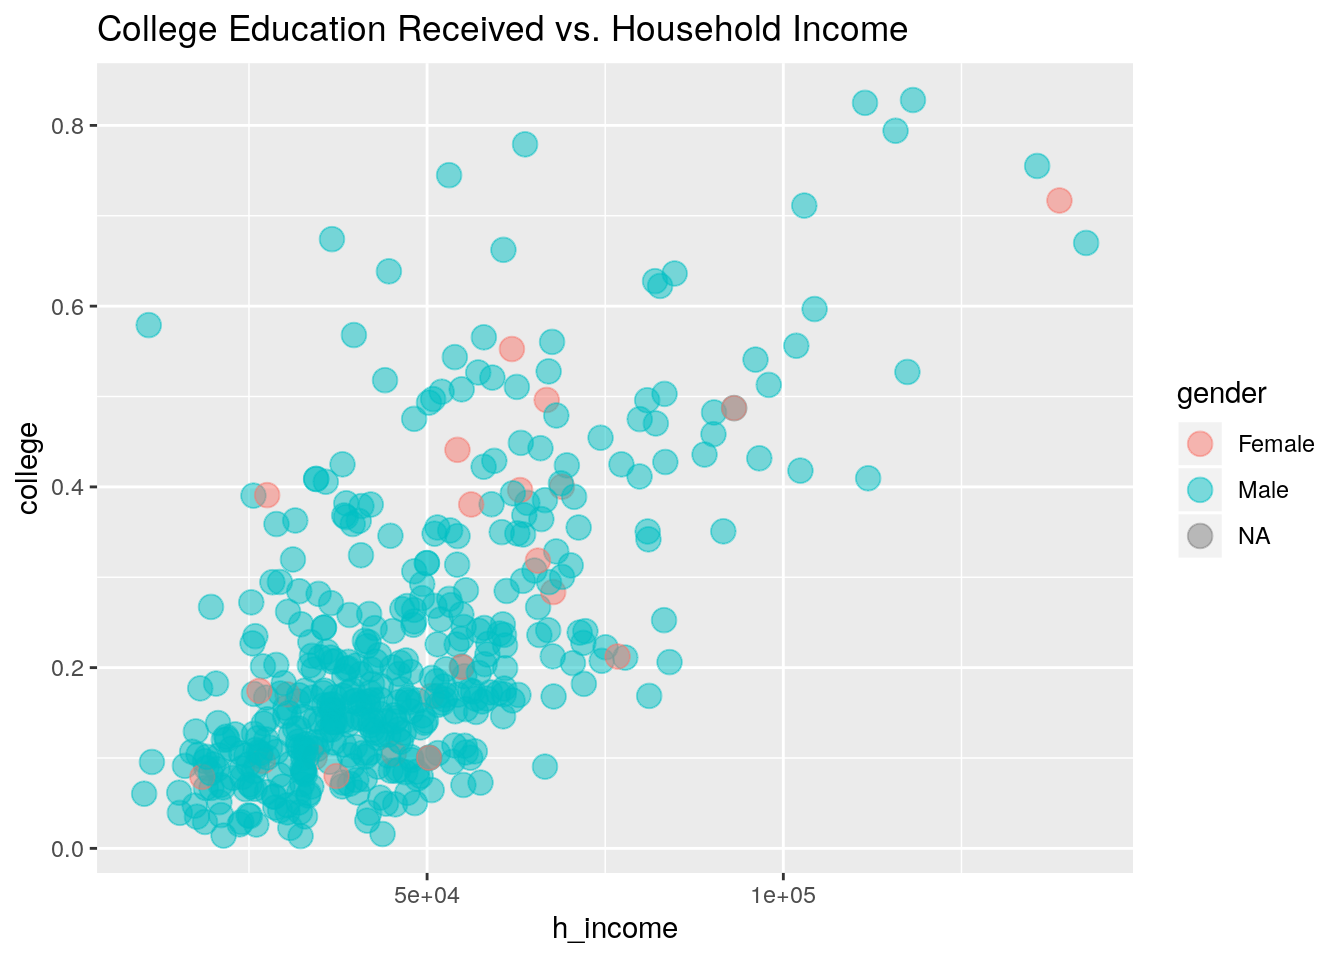 College Education Received vs. Household Income
college
0.8
0.6
0.4
0.2
0.0
5e+04
1e+05
h_income
gender
Female
Male
NA